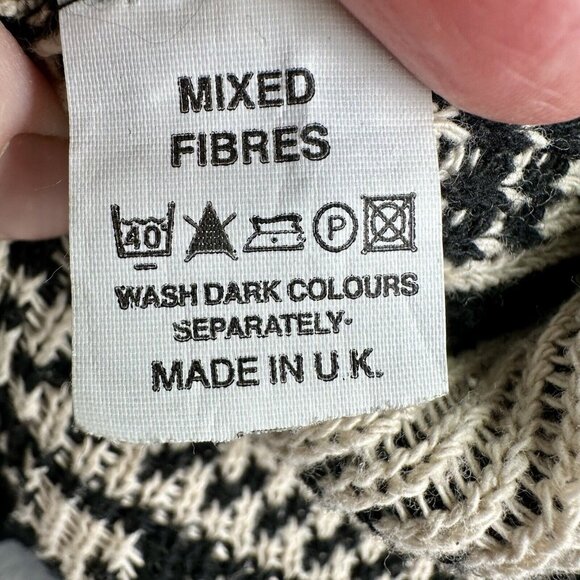 MIXED
FIBRES
40 P
WASH DARK COLOURS
SEPARATELY-
MADE IN U.K.